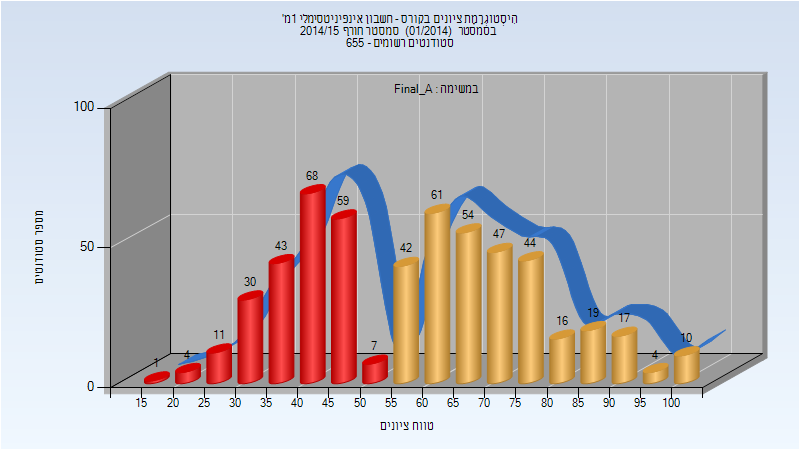 היסטוגרמת ציונים בקורס - חשבון אינפיניטסימלי 1מ'
בסמסטר (01/2014) סמסטר חורף 2014/15
סטודנטים רשומים - 655
במשימה : Final_A
מספר סטודנטים
100
50
0
1 4 11 30 43 68 59 7 42 61 54 47 44 16 19 17 4 10
15 20 25 30 35 40 45 50 55 60 65 70 75 80 85 90 95 100
טווח ציונים